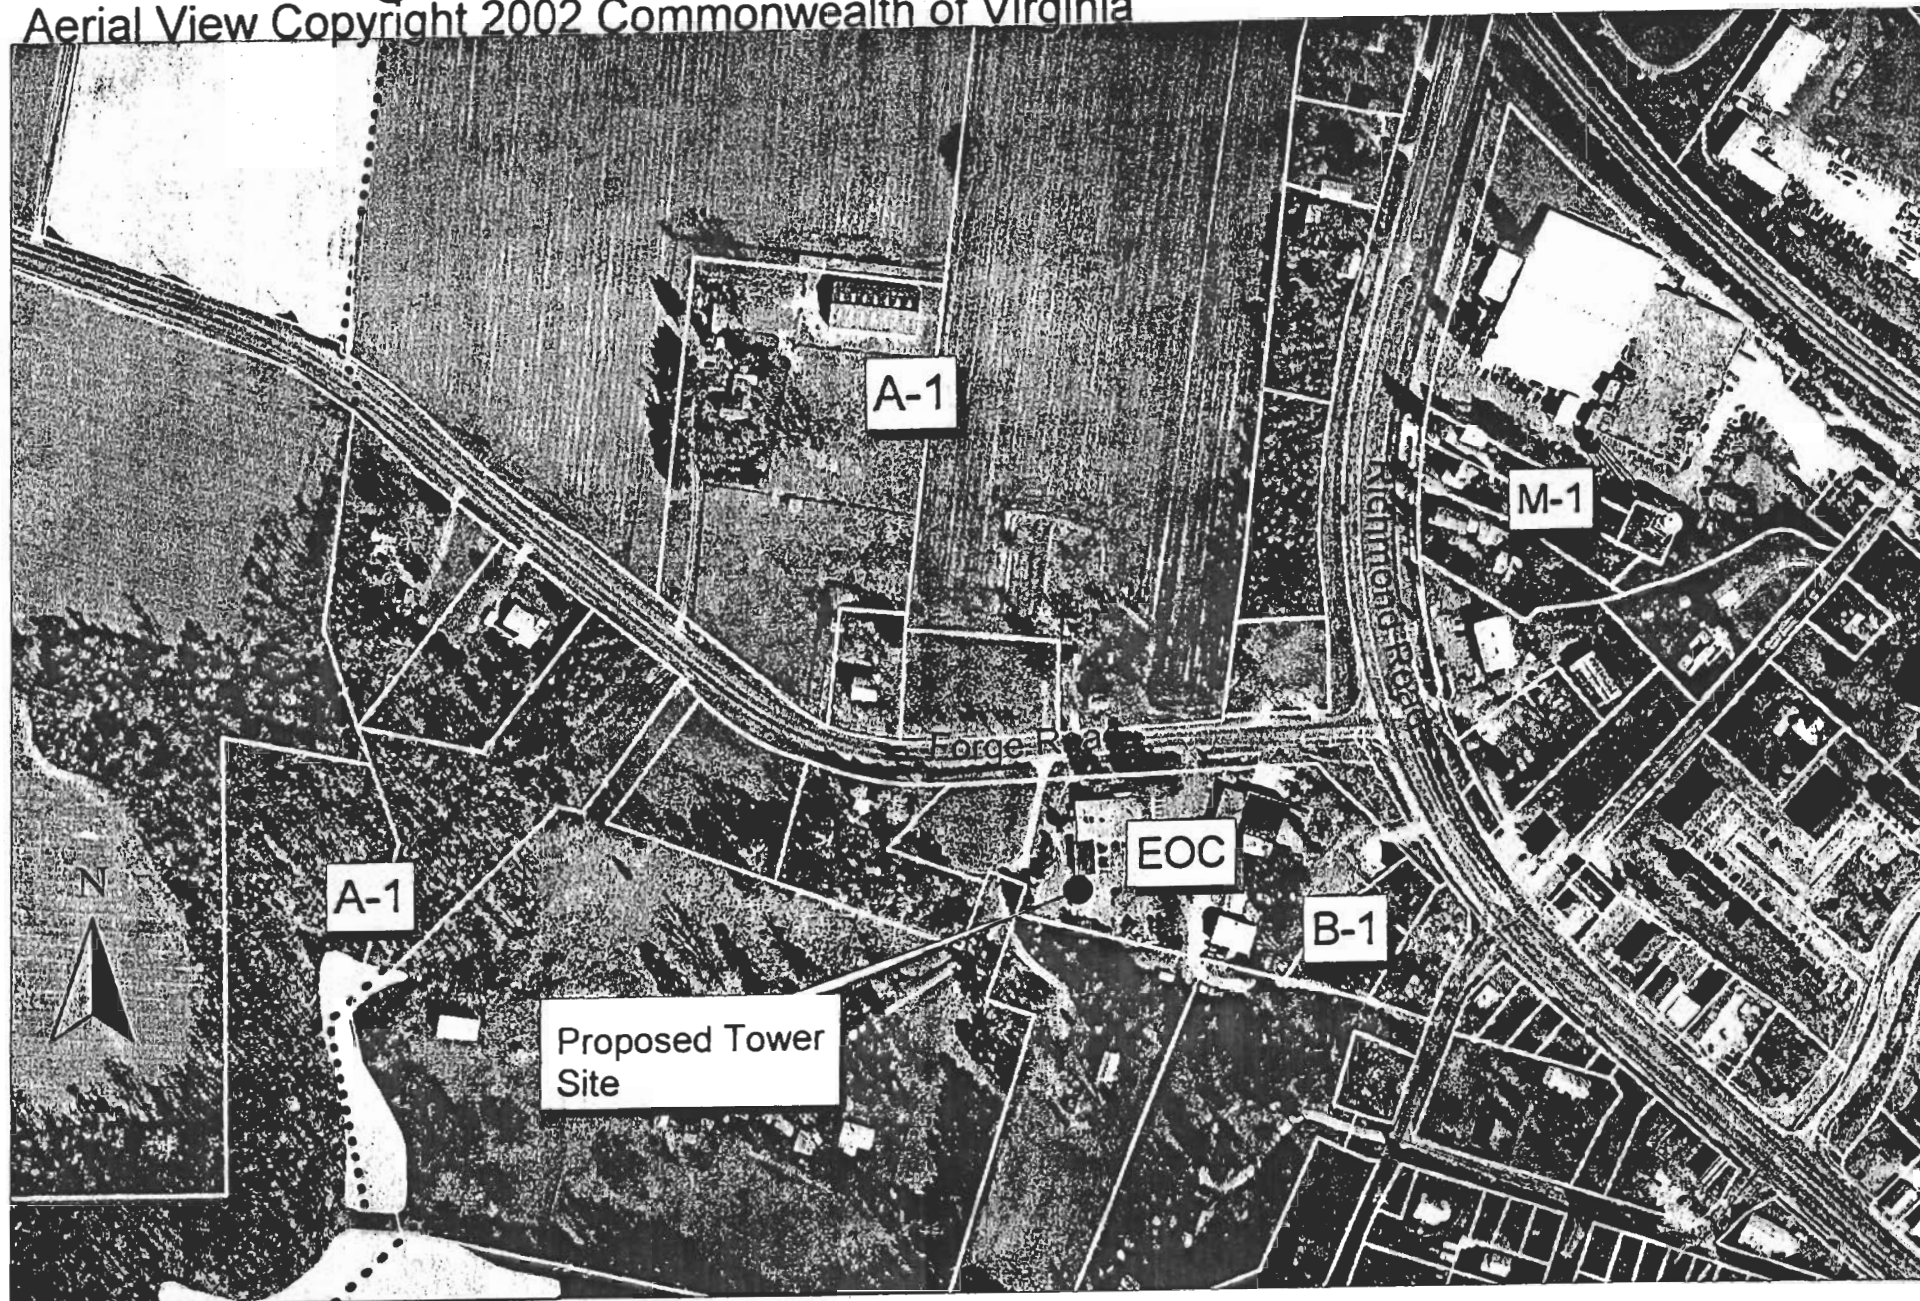 Aerial View Copyright 2002 Commonwealth of Virginia
A-1
M-1
Richmond Road
Forge Road
EOC
A-1
N
B-1
Proposed Tower
Site